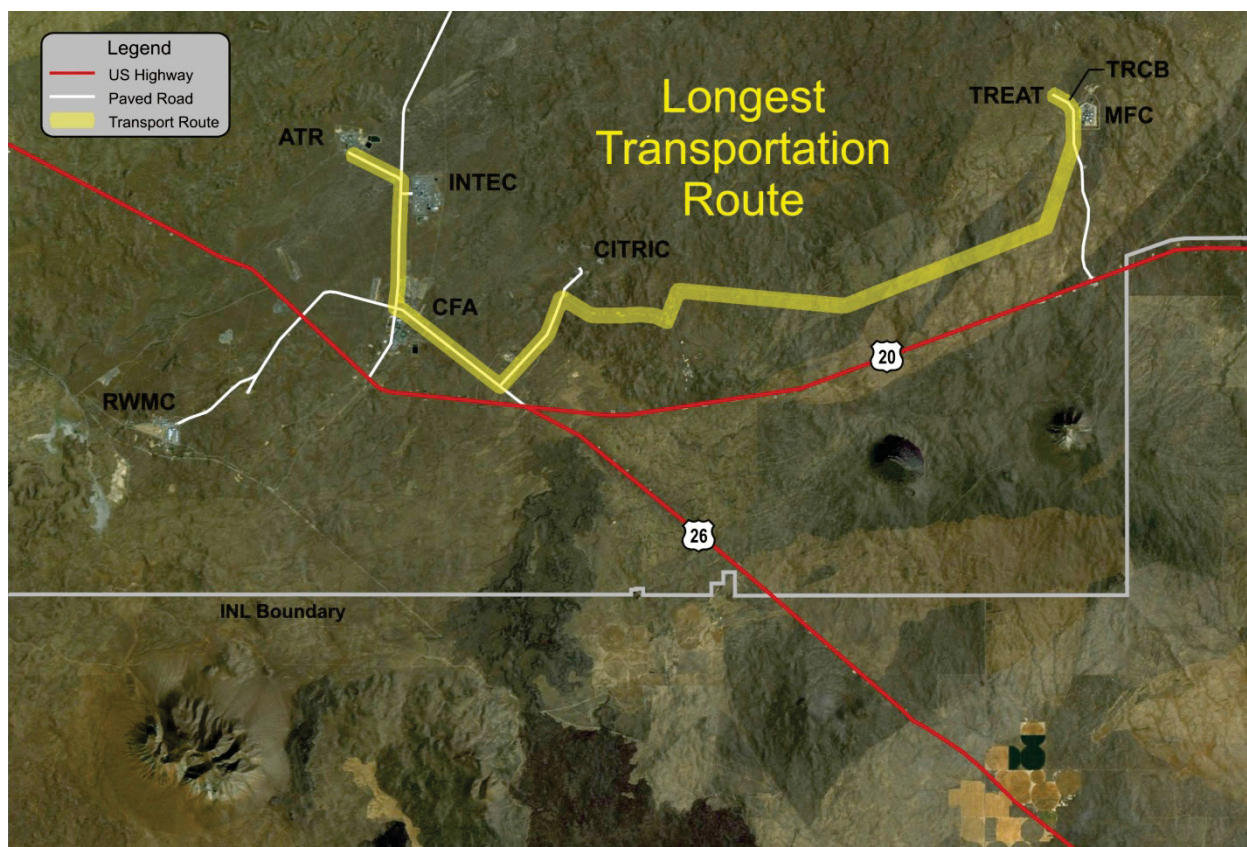 Legend
US Highway
Paved Road
Transport Route
Longest
Transportation
Route
TREAT
TRCB
MFC
ATR
INTEC
CITRIC
CFA
RWMC
20
26
INL Boundary